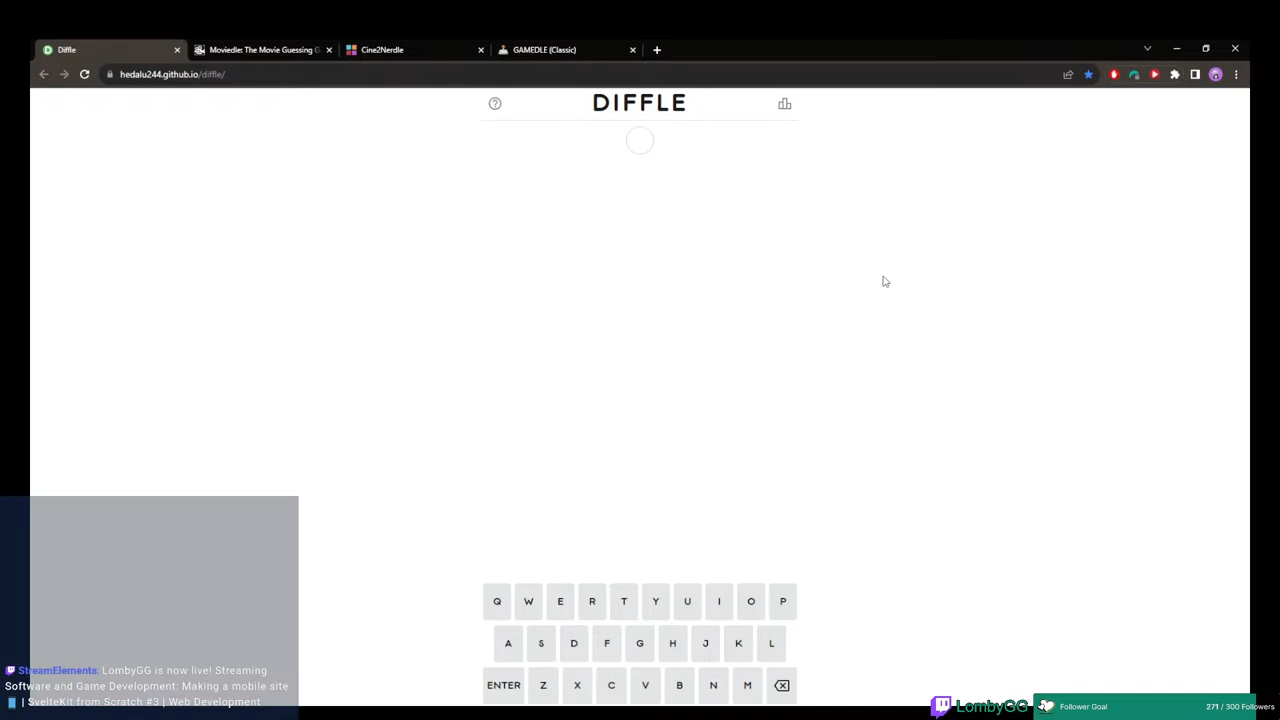 Diffle
Moviedle: The Movie Guessing G
Cine2Nerdle
GAMEDLE (Classic)
hedalu244.github.io/diffle/
DIFFLE
Q W E R T Y U I O P
A S D F G H J K L
ENTER Z X C V B N M
StreamElements: LombyGG is now live! Streaming
Software and Game Development: Making a mobile site
| SvelteKit from Scratch #3 | Web Development
LombyGG
Follower Goal
271 / 300 Followers